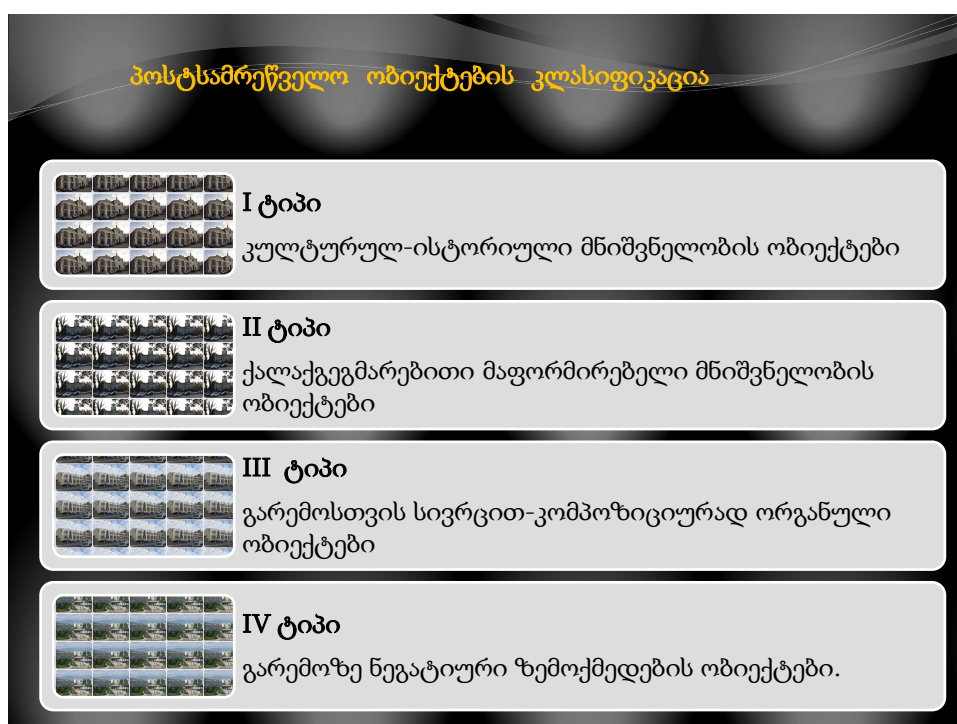 პოსტსამრეწველო ობიექტების კლასიფიკაცია
I ტიპი
კულტურულ-ისტორიული მნიშვნელობის ობიექტები
II ტიპი
ქალაქგეგმარებითი მაფორმირებელი მნიშვნელობის
ობიექტები
III ტიპი
გარემოსთვის სივრცით-კომპოზიციურად ორგანული
ობიექტები
IV ტიპი
გარემოზე ნეგატიური ზემოქმედების ობიექტები.